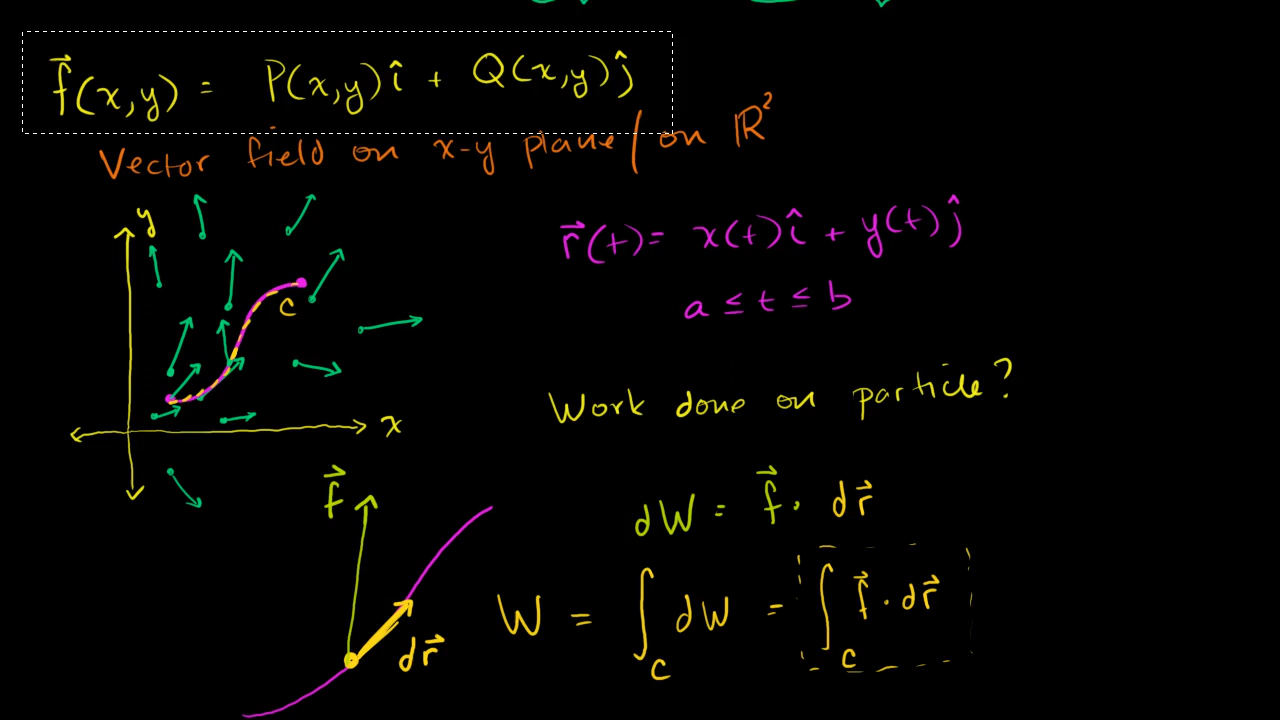 f⃗(x,y) = P(x,y)î + Q(x,y)ĵ
Vector field on x-y plane/on ℝ²
y
r⃗(t) = x(t)î + y(t)ĵ
c
a ≤ t ≤ b
x
Work done on particle?
f⃗
dW = f⃗ · dr⃗
dr⃗
W = ∫_C dW = ∫_C f⃗ · dr⃗